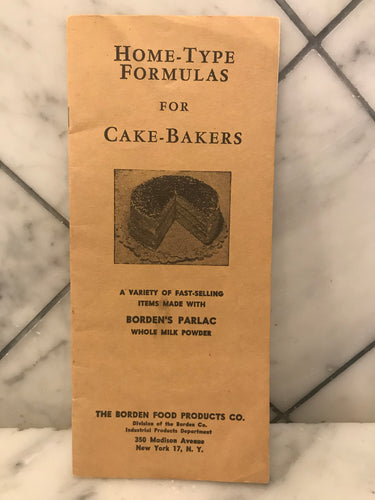 HOME-TYPE
FORMULAS
FOR
CAKE-BAKERS
A VARIETY OF FAST-SELLING
ITEMS MADE WITH
BORDEN'S PARLAC
WHOLE MILK POWDER
THE BORDEN FOOD PRODUCTS CO.
Division of the Borden Co.
Industrial Products Department
350 Madison Avenue
New York 17, N. Y.